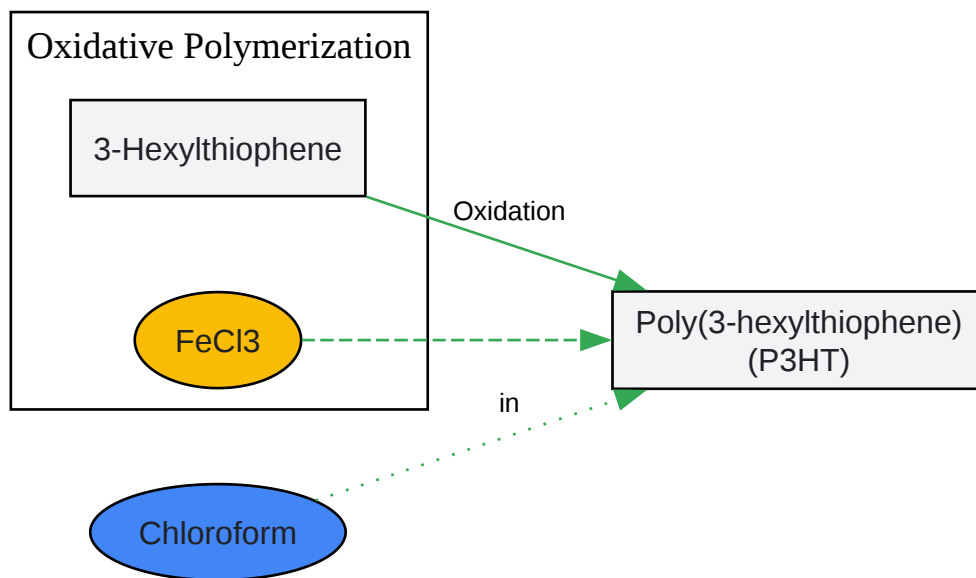 Oxidative Polymerization
3-Hexylthiophene
Oxidation
FeCl3
Poly(3-hexylthiophene)
(P3HT)
in
Chloroform